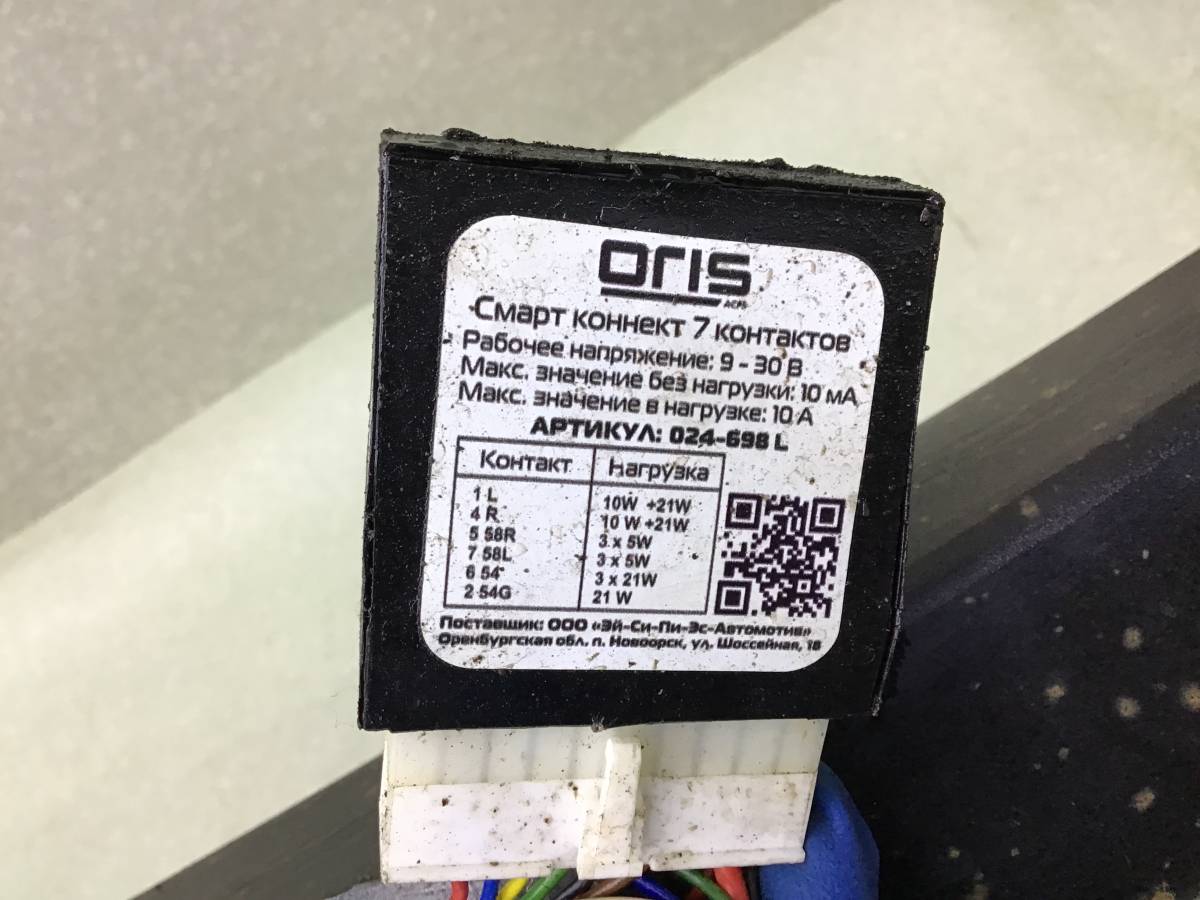 ORIS
ACPS
Смарт коннект 7 контактов
Рабочее напряжение: 9 - 30 В
Макс. значение без нагрузки: 10 мА
Макс. значение в нагрузке: 10 А
АРТИКУЛ: 024-698 L
Контакт Нагрузка
1 L 10W +21W
4 R 10 W +21W
5 58R 3 x 5W
7 58L 3 x 5W
6 54 3 x 21W
2 54G 21 W
Поставщик: ООО «Эй-Си-Пи-Эс-Автомотив»
Оренбургская обл. п. Новоорск, ул. Шоссейная, 1б